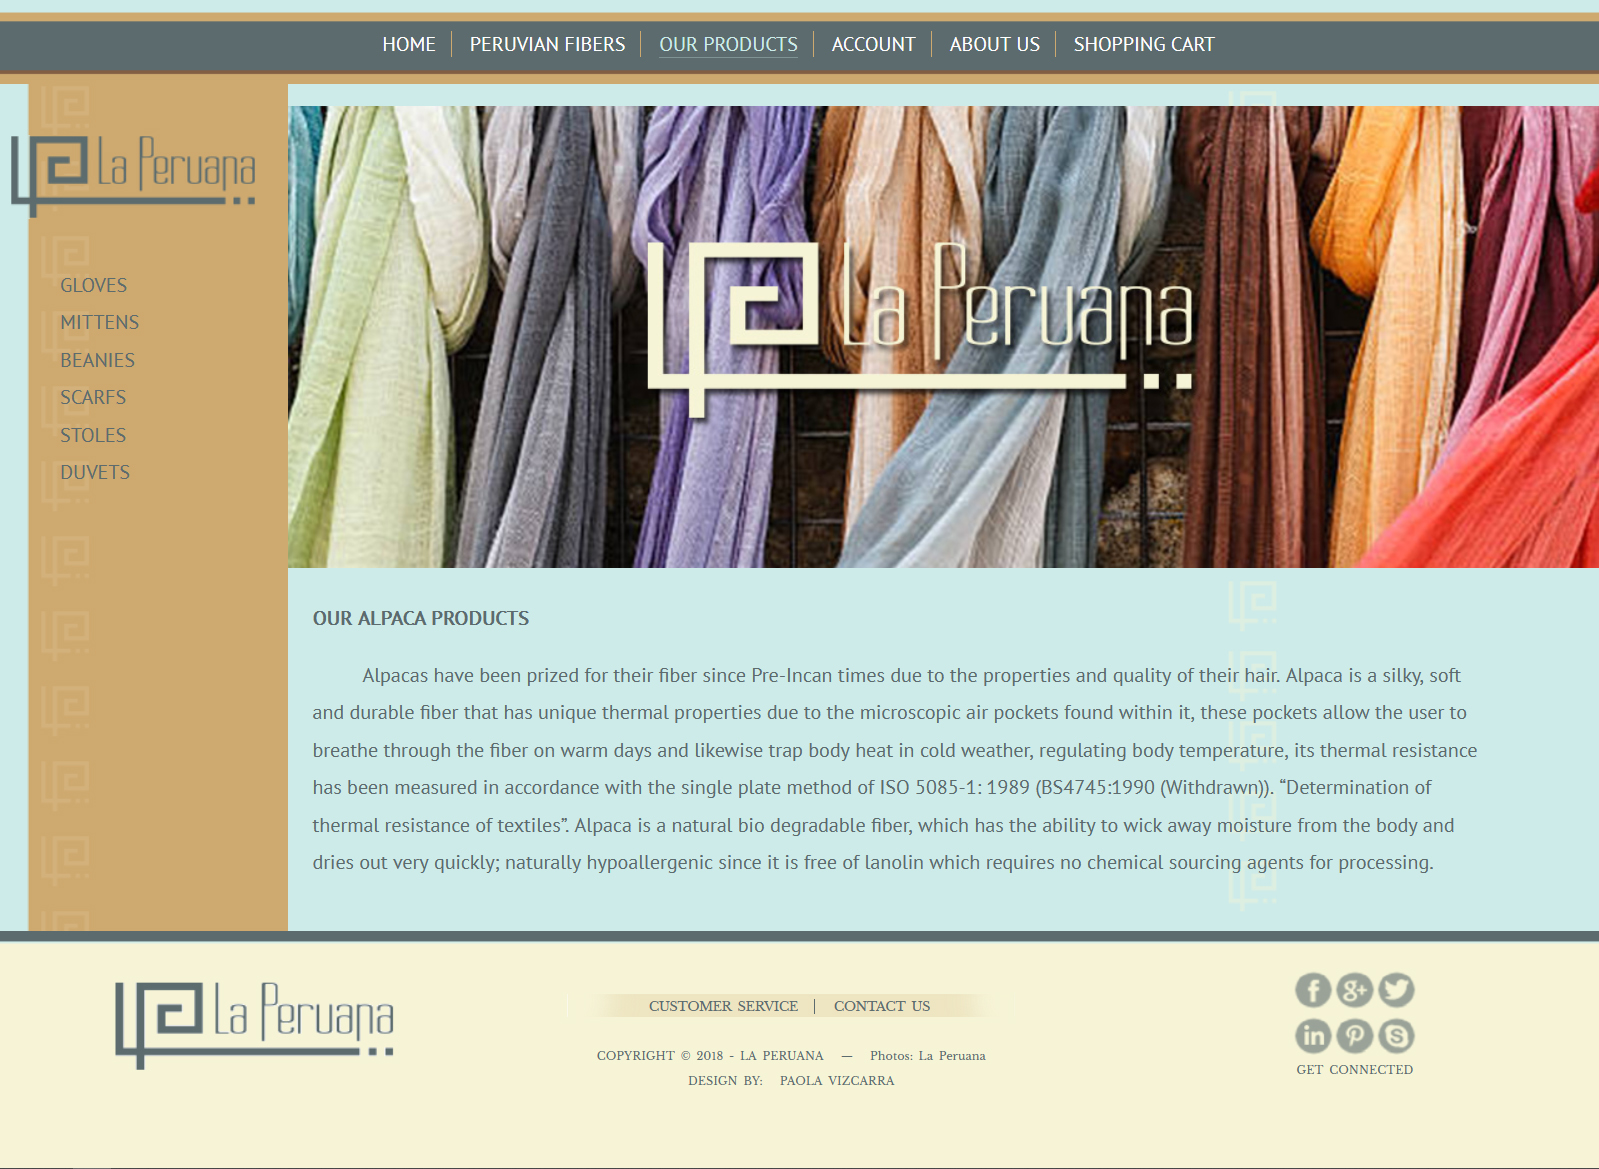 HOME PERUVIAN FIBERS OUR PRODUCTS ACCOUNT ABOUT US SHOPPING CART
La Peruana
GLOVES
MITTENS
BEANIES
SCARFS
STOLES
DUVETS
La Peruana
OUR ALPACA PRODUCTS
Alpacas have been prized for their fiber since Pre-Incan times due to the properties and quality of their hair. Alpaca is a silky, soft
and durable fiber that has unique thermal properties due to the microscopic air pockets found within it, these pockets allow the user to
breathe through the fiber on warm days and likewise trap body heat in cold weather, regulating body temperature, its thermal resistance
has been measured in accordance with the single plate method of ISO 5085-1: 1989 (BS4745:1990 (Withdrawn)). “Determination of
thermal resistance of textiles”. Alpaca is a natural bio degradable fiber, which has the ability to wick away moisture from the body and
dries out very quickly; naturally hypoallergenic since it is free of lanolin which requires no chemical sourcing agents for processing.
La Peruana
CUSTOMER SERVICE | CONTACT US
COPYRIGHT © 2018 - LA PERUANA — Photos: La Peruana
DESIGN BY: PAOLA VIZCARRA
GET CONNECTED